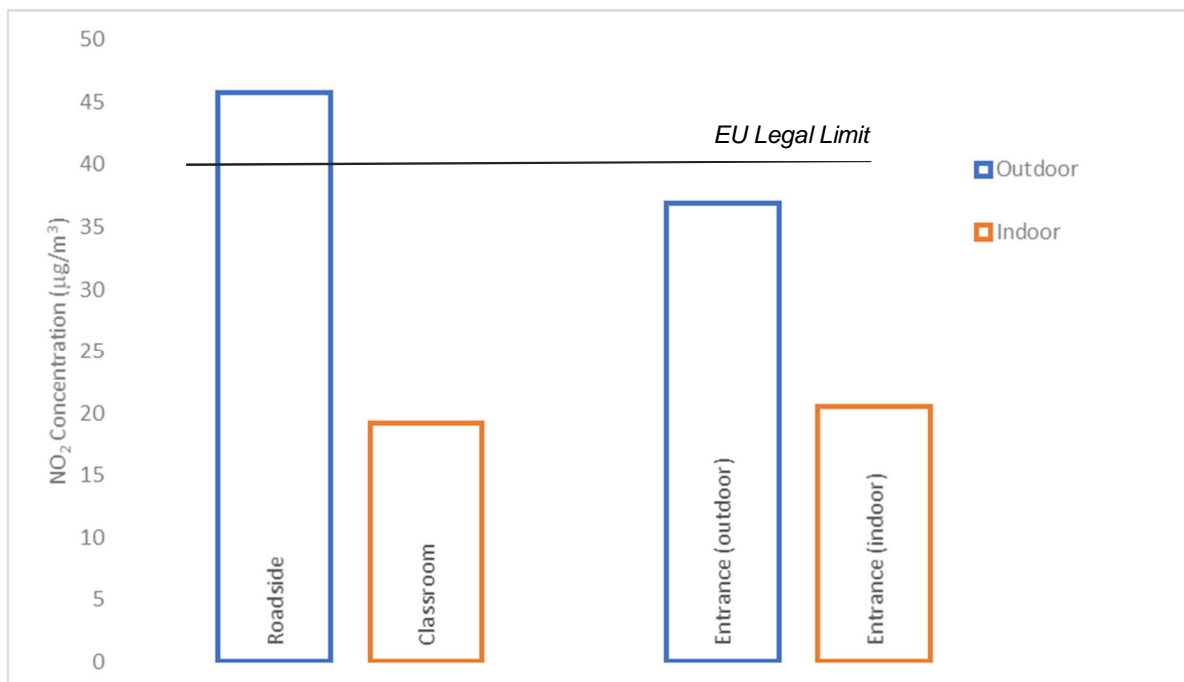 50
45
40
35
30
25
20
15
10
5
0
NO₂ Concentration (µg/m³)
EU Legal Limit
Outdoor
Indoor
Roadside
Classroom
Entrance (outdoor)
Entrance (indoor)